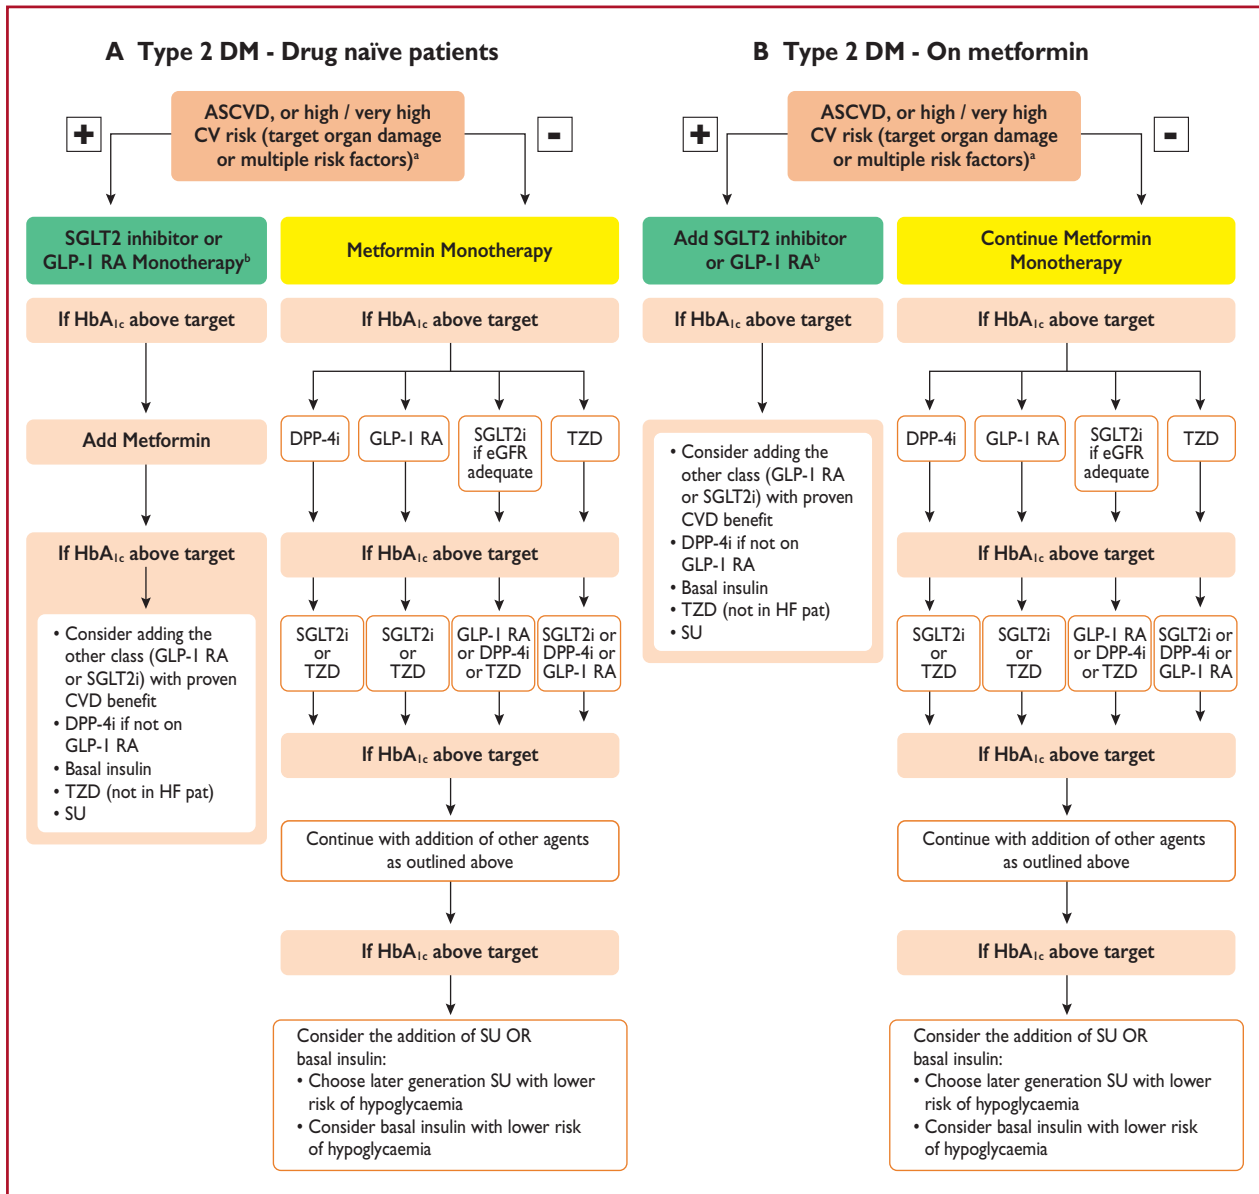 A Type 2 DM - Drug naïve patients
+
ASCVD, or high / very high
CV risk (target organ damage
or multiple risk factors)ᵃ
-
SGLT2 inhibitor or
GLP-1 RA Monotherapyᵇ
If HbA₁c above target
Add Metformin
If HbA₁c above target
• Consider adding the
other class (GLP-1 RA
or SGLT2i) with proven
CVD benefit
• DPP-4i if not on
GLP-1 RA
• Basal insulin
• TZD (not in HF pat)
• SU
Metformin Monotherapy
If HbA₁c above target
DPP-4i
GLP-1 RA
SGLT2i
if eGFR
adequate
TZD
If HbA₁c above target
SGLT2i
or
TZD
SGLT2i
or
TZD
GLP-1 RA
or DPP-4i
or TZD
SGLT2i or
DPP-4i or
GLP-1 RA
If HbA₁c above target
Continue with addition of other agents
as outlined above
If HbA₁c above target
Consider the addition of SU OR
basal insulin:
• Choose later generation SU with lower
risk of hypoglycaemia
• Consider basal insulin with lower risk
of hypoglycaemia
B Type 2 DM - On metformin
+
ASCVD, or high / very high
CV risk (target organ damage
or multiple risk factors)ᵃ
-
Add SGLT2 inhibitor
or GLP-1 RAᵇ
If HbA₁c above target
• Consider adding the
other class (GLP-1 RA
or SGLT2i) with proven
CVD benefit
• DPP-4i if not on
GLP-1 RA
• Basal insulin
• TZD (not in HF pat)
• SU
Continue Metformin
Monotherapy
If HbA₁c above target
DPP-4i
GLP-1 RA
SGLT2i
if eGFR
adequate
TZD
If HbA₁c above target
SGLT2i
or
TZD
SGLT2i
or
TZD
GLP-1 RA
or DPP-4i
or TZD
SGLT2i or
DPP-4i or
GLP-1 RA
If HbA₁c above target
Continue with addition of other agents
as outlined above
If HbA₁c above target
Consider the addition of SU OR
basal insulin:
• Choose later generation SU with lower
risk of hypoglycaemia
• Consider basal insulin with lower risk
of hypoglycaemia